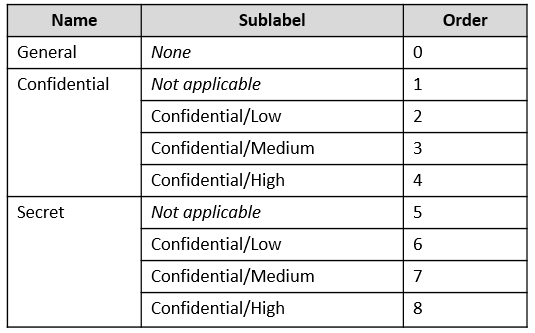 Name Sublabel Order
General None 0
Confidential Not applicable 1
Confidential/Low 2
Confidential/Medium 3
Confidential/High 4
Secret Not applicable 5
Confidential/Low 6
Confidential/Medium 7
Confidential/High 8